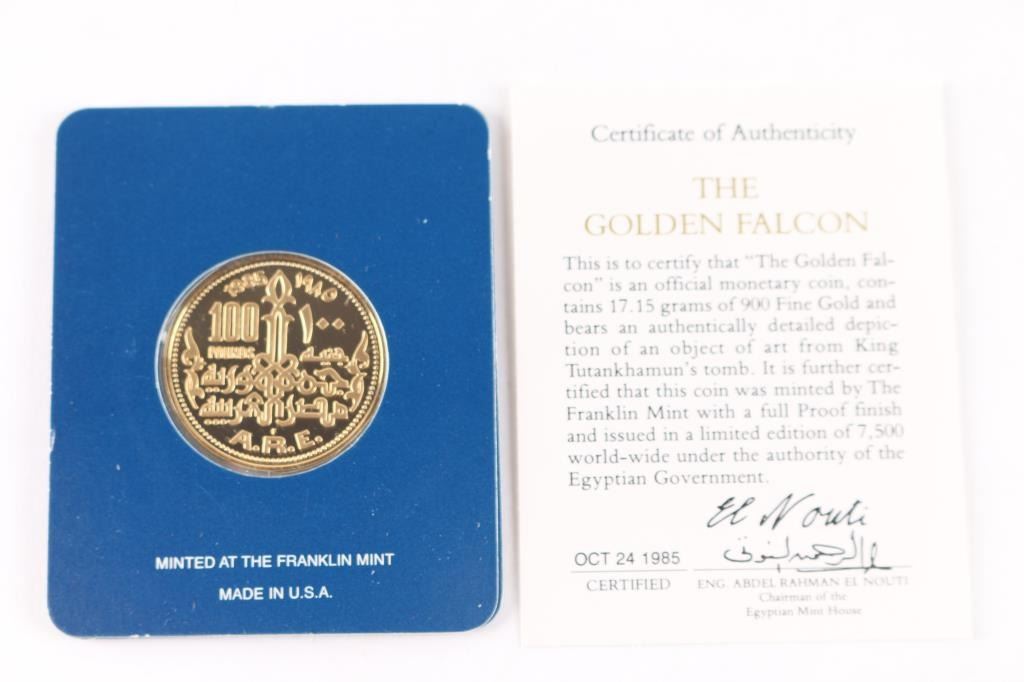 1985 ١٩٨٥
100 ١٠٠
POUNDS جنيه
جمهورية
مصر العربية
A.R.E.
MINTED AT THE FRANKLIN MINT
MADE IN U.S.A.
Certificate of Authenticity
THE
GOLDEN FALCON
This is to certify that "The Golden Fal-
con" is an official monetary coin, con-
tains 17.15 grams of 900 Fine Gold and
bears an authentically detailed depic-
tion of an object of art from King
Tutankhamun's tomb. It is further cer-
tified that this coin was minted by The
Franklin Mint with a full Proof finish
and issued in a limited edition of 7,500
world-wide under the authority of the
Egyptian Government.
El Nouti
OCT 24 1985
CERTIFIED
ENG. ABDEL RAHMAN EL NOUTI
Chairman of the
Egyptian Mint House